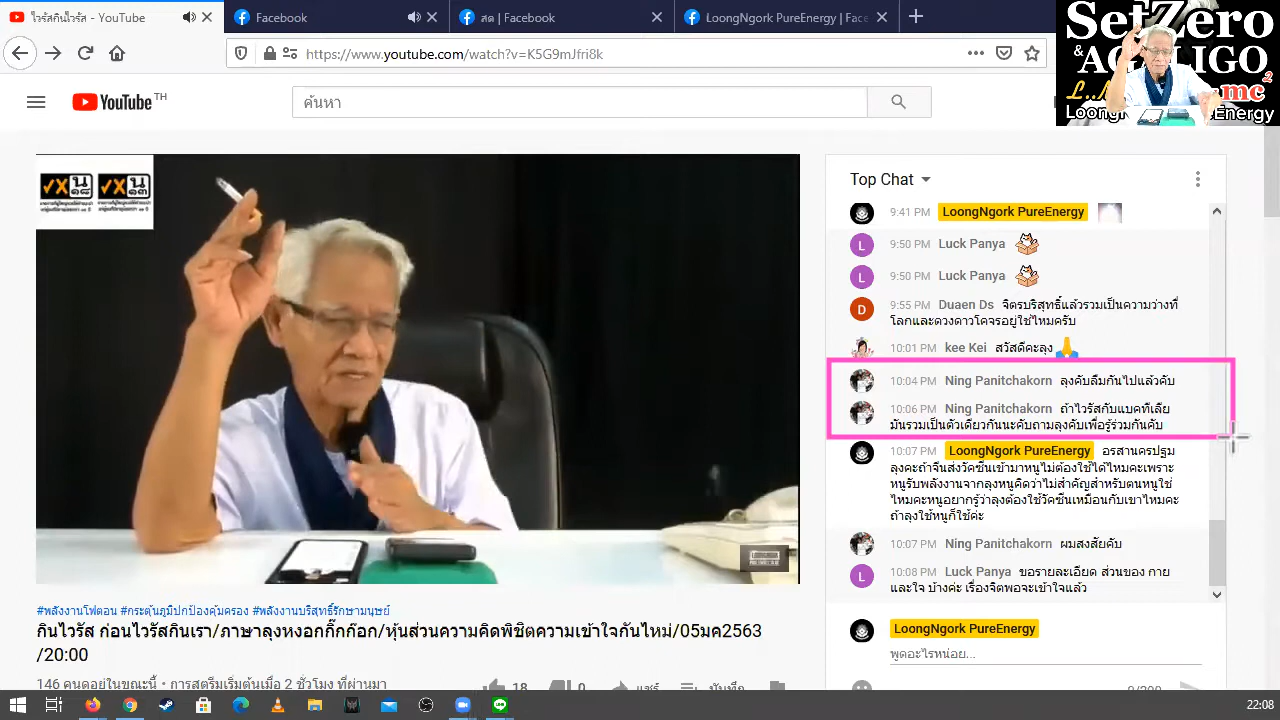 ไวรัสกินไวรัส - YouTube
Facebook
สด | Facebook
LoongNgork PureEnergy | Face
https://www.youtube.com/watch?v=K5G9mJfri8k
SetZero
&
LoongNgork PureEnergy
YouTube TH
ค้นหา
Top Chat
9:41 PM LoongNgork PureEnergy
9:50 PM Luck Panya
9:50 PM Luck Panya
9:55 PM Duaen Ds จิตรบริสุทธิ์แล้วรวมเป็นความว่างที่
โลกและดวงดาวโคจรอยู่ใช่ไหมครับ
10:01 PM kee Kei สวัสดีคะลุง
10:04 PM Ning Panitchakorn ลุงคับลืมกันไปแล้วคับ
10:06 PM Ning Panitchakorn ถ้าไวรัสกับแบคทีเลีย
มันรวมเป็นตัวเดียวกันนะคับถามลุงคับเพื่อรู้ร่วมกันคับ
10:07 PM LoongNgork PureEnergy อรสานครปฐม
ลุงคะถ้าจีนส่งวัคซีนเข้ามาหนูไม่ต้องใช้ได้ไหมคะเพราะ
หนูรับพลังงานจากลุงหนูคิดว่าไม่สำคัญสำหรับตนหนูใช่
ไหมคะหนูอยากรู้ว่าลุงต้องใช้วัคซีนเหมือนกับเขาไหมคะ
ถ้าลุงใช้หนูก็ใช้ค่ะ
10:07 PM Ning Panitchakorn ผมสงสัยคับ
10:08 PM Luck Panya ขอรายละเอียด ส่วนของ กาย
และใจ บ้างค่ะ เรื่องจิตพอจะเข้าใจแล้ว
LoongNgork PureEnergy
พูดอะไรหน่อย...
0/200
น ๑๘ น ๑๓
#พลังงานโฟตอน #กระตุ้นภูมิปกป้องคุ้มครอง #พลังงานบริสุทธิ์รักษามนุษย์
กินไวรัส ก่อนไวรัสกินเรา/ภาษาลุงหงอกกิ๊กก๊อก/หุ้นส่วนความคิดพิชิตความเข้าใจกันใหม่/05มค2563
/20:00
146 คนดูอยู่ในขณะนี้ • การสตรีมเริ่มต้นเมื่อ 2 ชั่วโมง ที่ผ่านมา
18 0 แชร์ บันทึก
22:08